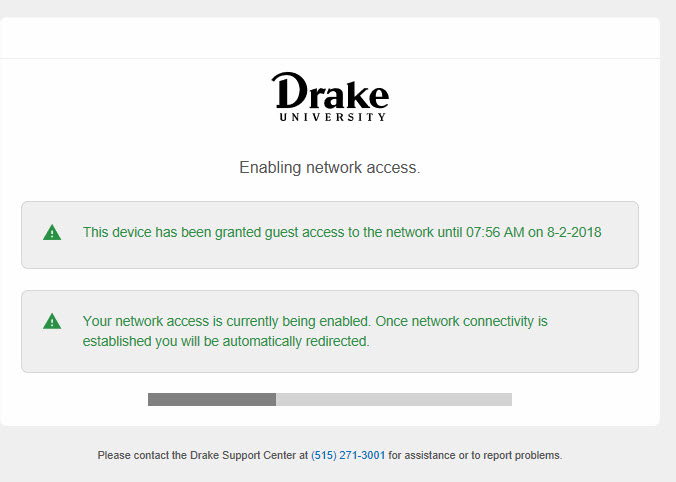 Drake
UNIVERSITY
Enabling network access.
This device has been granted guest access to the network until 07:56 AM on 8-2-2018
Your network access is currently being enabled. Once network connectivity is
established you will be automatically redirected.
Please contact the Drake Support Center at (515) 271-3001 for assistance or to report problems.